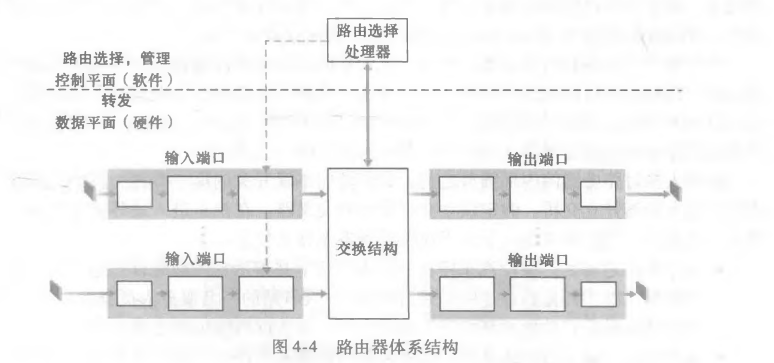 路由选择
处理器
路由选择，管理
控制平面（软件）
转发
数据平面（硬件）
输入端口
输出端口
交换结构
输入端口
输出端口
图4-4 路由器体系结构